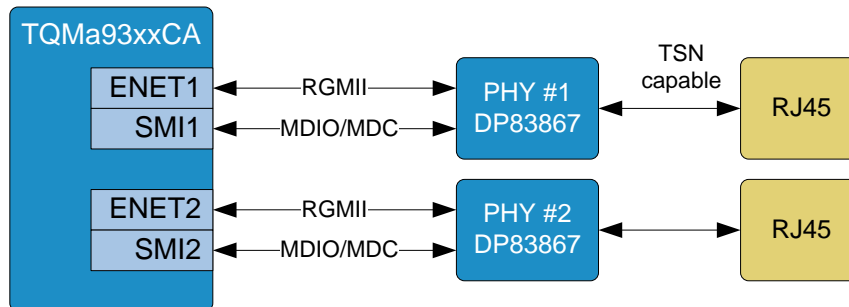 TQMa93xxCA
ENET1
RGMII
SMI1
MDIO/MDC
PHY #1
DP83867
TSN
capable
RJ45
ENET2
RGMII
SMI2
MDIO/MDC
PHY #2
DP83867
RJ45